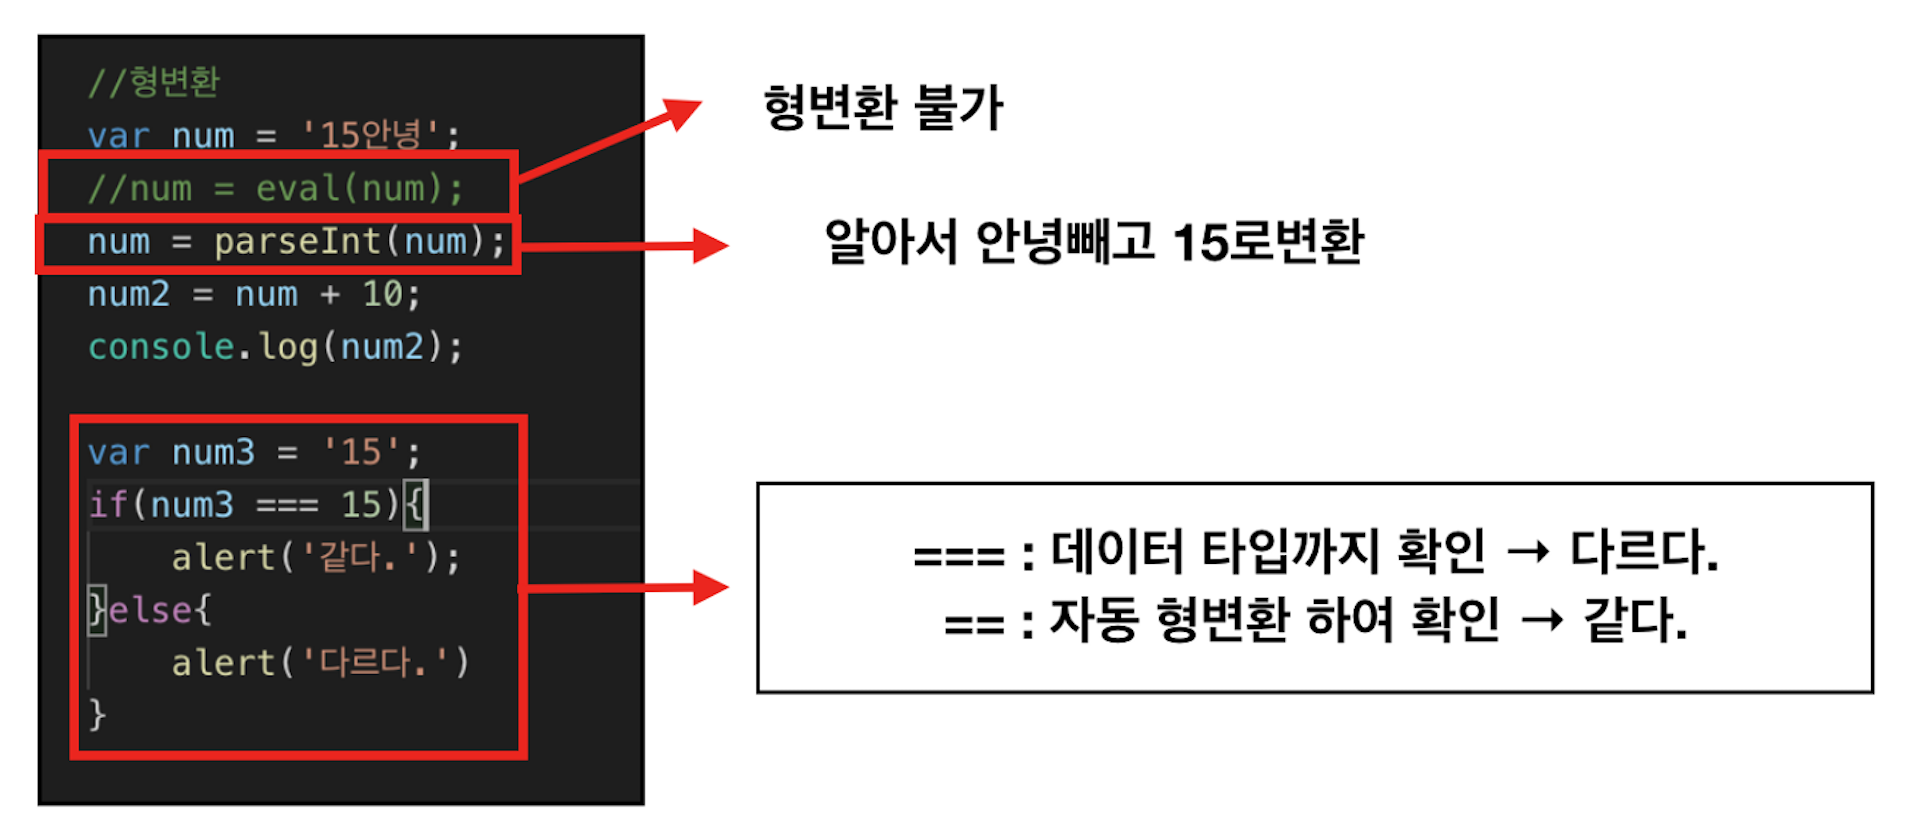 //형변환
var num = '15안녕';
//num = eval(num);
num = parseInt(num);
num2 = num + 10;
console.log(num2);
var num3 = '15';
if(num3 === 15){
    alert('같다.');
}else{
    alert('다르다.')
}
형변환 불가
알아서 안녕빼고 15로변환
=== : 데이터 타입까지 확인 → 다르다.
== : 자동 형변환 하여 확인 → 같다.